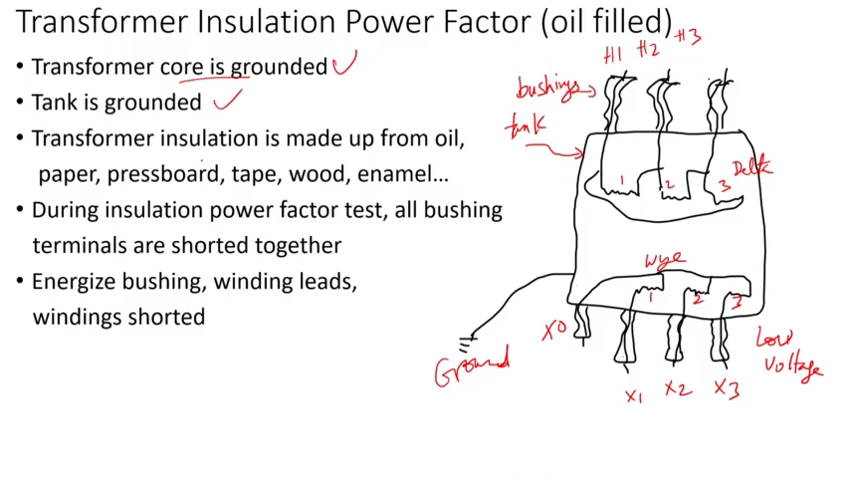 Transformer Insulation Power Factor (oil filled)
• Transformer core is grounded
• Tank is grounded
• Transformer insulation is made up from oil,
paper, pressboard, tape, wood, enamel...
• During insulation power factor test, all bushing
terminals are shorted together
• Energize bushing, winding leads,
windings shorted
H1 H2 H3
bushings
tank
1 2 3 Delta
wye
1 2 3
X0
Ground
X1 X2 X3
Low
Voltage